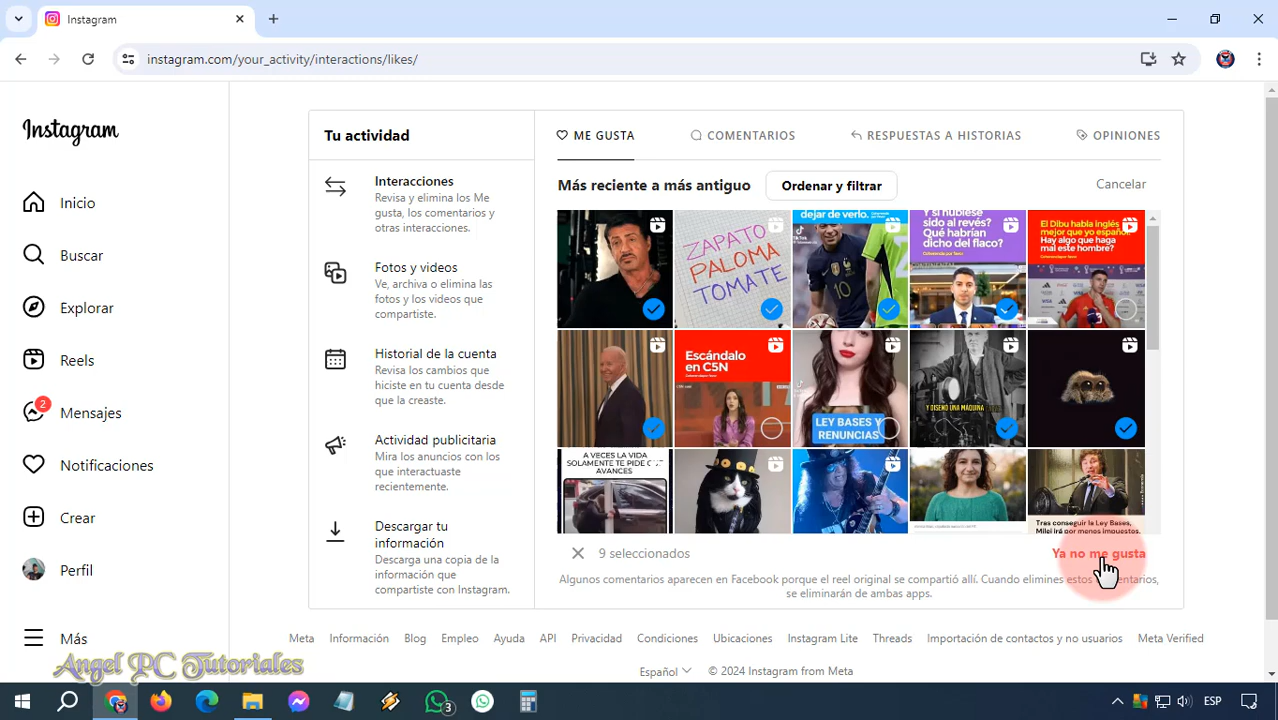 Instagram
instagram.com/your_activity/interactions/likes/
Instagram
Inicio
Buscar
Explorar
Reels
2
Mensajes
Notificaciones
Crear
Perfil
Más
Angel PC Tutoriales
Tu actividad
Interacciones
Revisa y elimina los Me
gusta, los comentarios y
otras interacciones.
Fotos y videos
Ve, archiva o elimina las
fotos y los videos que
compartiste.
Historial de la cuenta
Revisa los cambios que
hiciste en tu cuenta desde
que la creaste.
Actividad publicitaria
Mira los anuncios con los
que interactuaste
recientemente.
Descargar tu
información
Descarga una copia de la
información que
compartiste con Instagram.
ME GUSTA
COMENTARIOS
RESPUESTAS A HISTORIAS
OPINIONES
Más reciente a más antiguo
Ordenar y filtrar
Cancelar
ZAPATO
PALOMA
TOMATE
dejar de verlo.
10
Y si hubiese
sido al revés?
Qué habrían
dicho del flaco?
El Dibu habla inglés
mejor que yo español.
Hay algo que haga
mal este hombre?
Escándalo
en C5N
LEY BASES Y
RENUNCIAS
Y DISEÑO UNA MÁQUINA
A VECES LA VIDA
SOLAMENTE TE PIDE
AVANCES
Tras conseguir la Ley Bases,
Milei irá por menos impuestos.
9 seleccionados
Ya no me gusta
Algunos comentarios aparecen en Facebook porque el reel original se compartió allí. Cuando elimines estos comentarios,
se eliminarán de ambas apps.
Meta
Información
Blog
Empleo
Ayuda
API
Privacidad
Condiciones
Ubicaciones
Instagram Lite
Threads
Importación de contactos y no usuarios
Meta Verified
Español
© 2024 Instagram from Meta
3
ESP